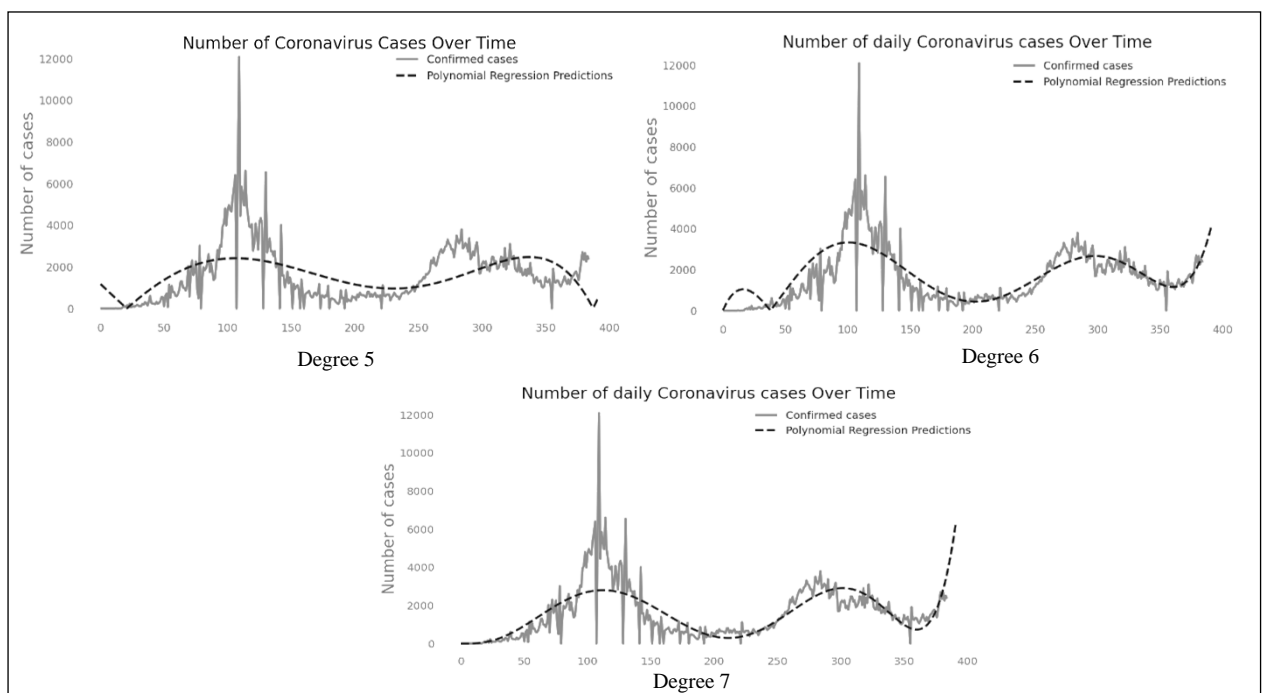 Number of Coronavirus Cases Over Time
Confirmed cases
Polynomial Regression Predictions
Number of cases
12000
10000
8000
6000
4000
2000
0
0 50 100 150 200 250 300 350 400
Degree 5
Number of daily Coronavirus cases Over Time
Confirmed cases
Polynomial Regression Predictions
Number of cases
12000
10000
8000
6000
4000
2000
0
0 50 100 150 200 250 300 350 400
Degree 6
Number of daily Coronavirus cases Over Time
Confirmed cases
Polynomial Regression Predictions
Number of cases
12000
10000
8000
6000
4000
2000
0
0 50 100 150 200 250 300 350 400
Degree 7